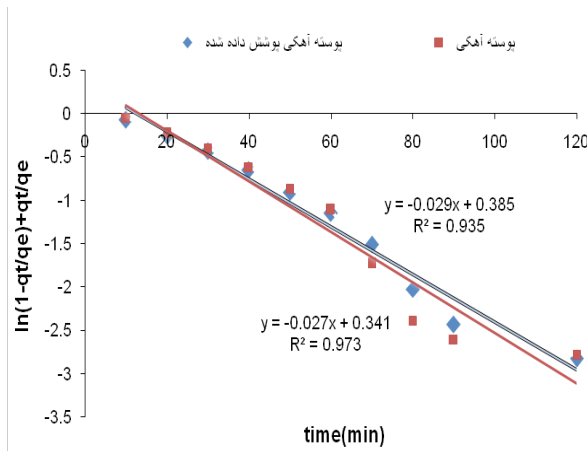 پوسته آهکی پوشش داده شده
پوسته آهکی
0.5
0
0
20
40
60
80
100
120
-0.5
-1
-1.5
-2
-2.5
-3
-3.5
y = -0.029x + 0.385
R² = 0.935
y = -0.027x + 0.341
R² = 0.973
ln(1-qt/qe)+qt/qe
time(min)